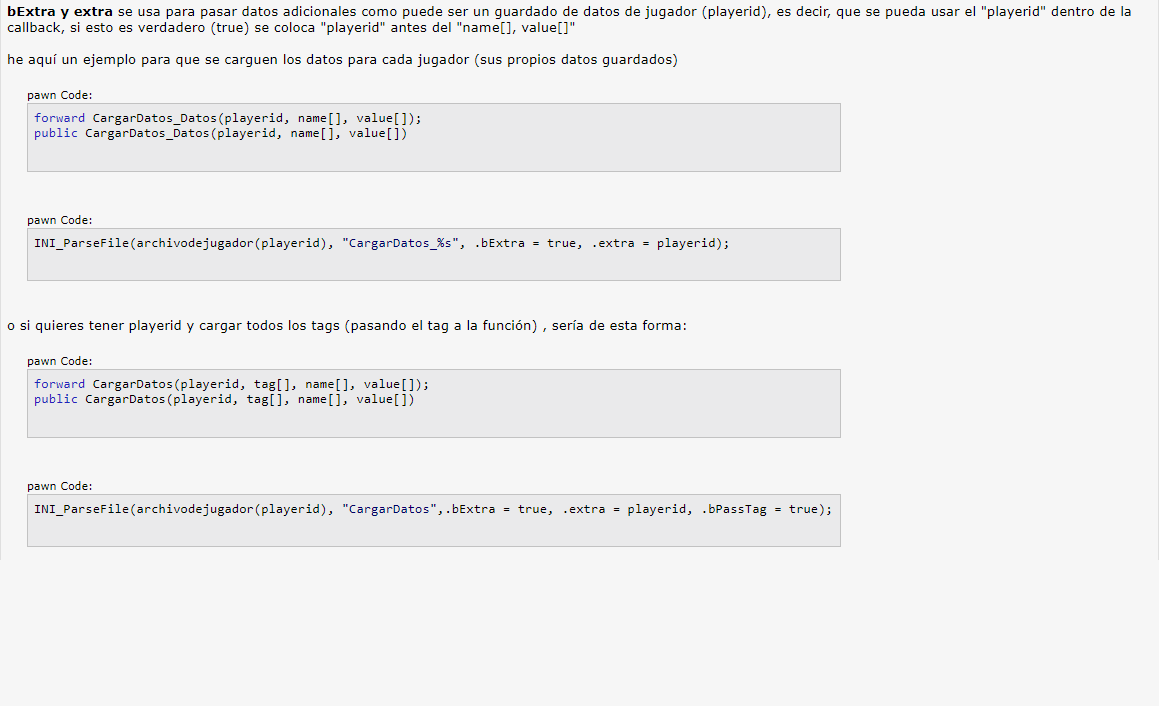 bExtra y extra se usa para pasar datos adicionales como puede ser un guardado de datos de jugador (playerid), es decir, que se pueda usar el "playerid" dentro de la
callback, si esto es verdadero (true) se coloca "playerid" antes del "name[], value[]"
he aquí un ejemplo para que se carguen los datos para cada jugador (sus propios datos guardados)
pawn Code:
forward CargarDatos_Datos(playerid, name[], value[]);
public CargarDatos_Datos(playerid, name[], value[])
pawn Code:
INI_ParseFile(archivodejugador(playerid), "CargarDatos_%s", .bExtra = true, .extra = playerid);
o si quieres tener playerid y cargar todos los tags (pasando el tag a la función) , sería de esta forma:
pawn Code:
forward CargarDatos(playerid, tag[], name[], value[]);
public CargarDatos(playerid, tag[], name[], value[])
pawn Code:
INI_ParseFile(archivodejugador(playerid), "CargarDatos",.bExtra = true, .extra = playerid, .bPassTag = true);